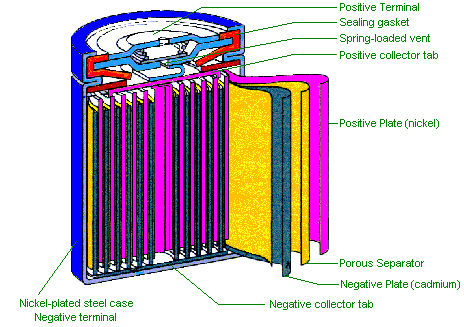 Positive Terminal
Sealing gasket
Spring-loaded vent
Positive collector tab
Positive Plate (nickel)
Porous Separator
Negative Plate (cadmium)
Negative collector tab
Nickel-plated steel case
Negative terminal